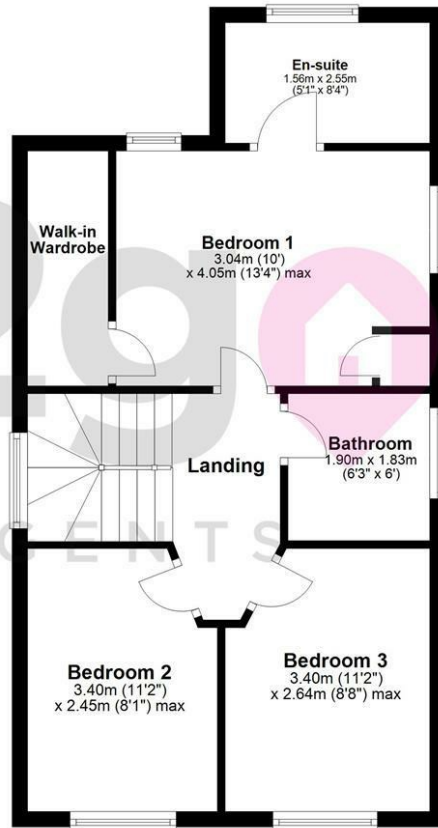 En-suite
1.56m x 2.55m
(5'1" x 8'4")
Walk-in
Wardrobe
Bedroom 1
3.04m (10')
x 4.05m (13'4") max
2go
Landing
Bathroom
1.90m x 1.83m
(6'3" x 6')
GENTS
Bedroom 2
3.40m (11'2")
x 2.45m (8'1") max
Bedroom 3
3.40m (11'2")
x 2.64m (8'8") max